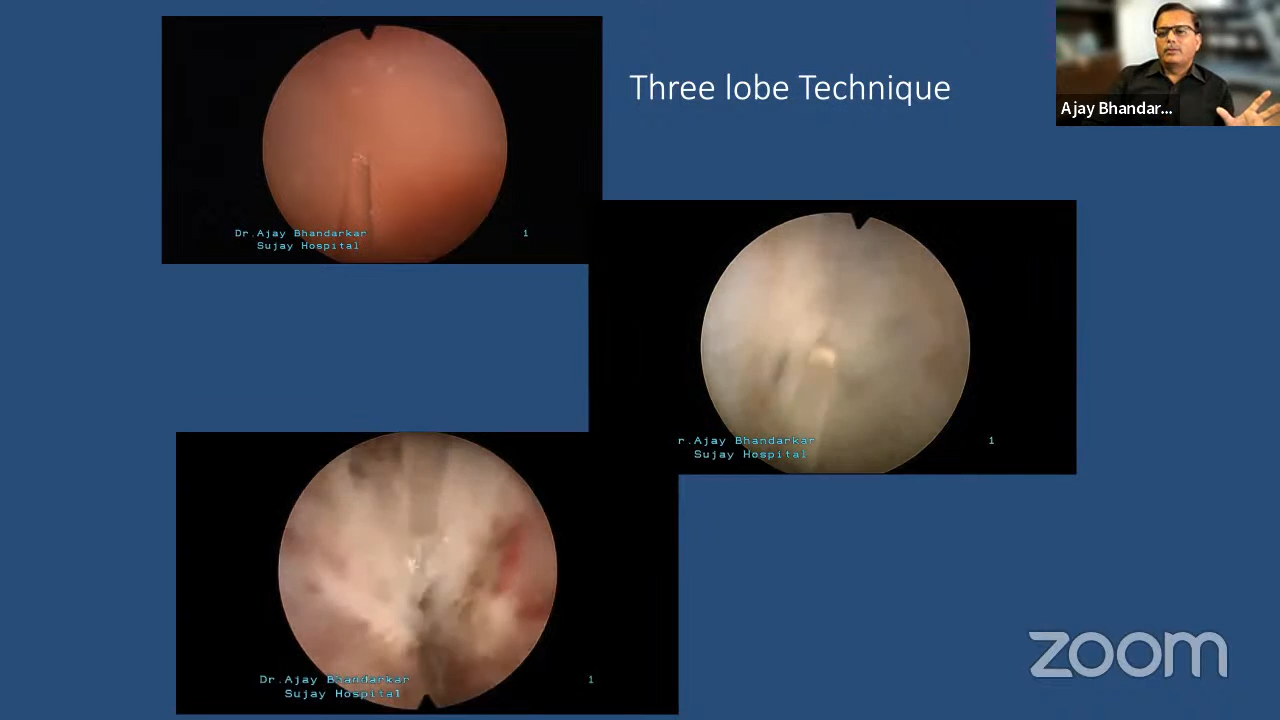 Three lobe Technique
Ajay Bhandar...
Dr.Ajay Bhandarkar
Sujay Hospital
1
r.Ajay Bhandarkar
Sujay Hospital
1
Dr.Ajay Bhandarkar
Sujay Hospital
1
zoom